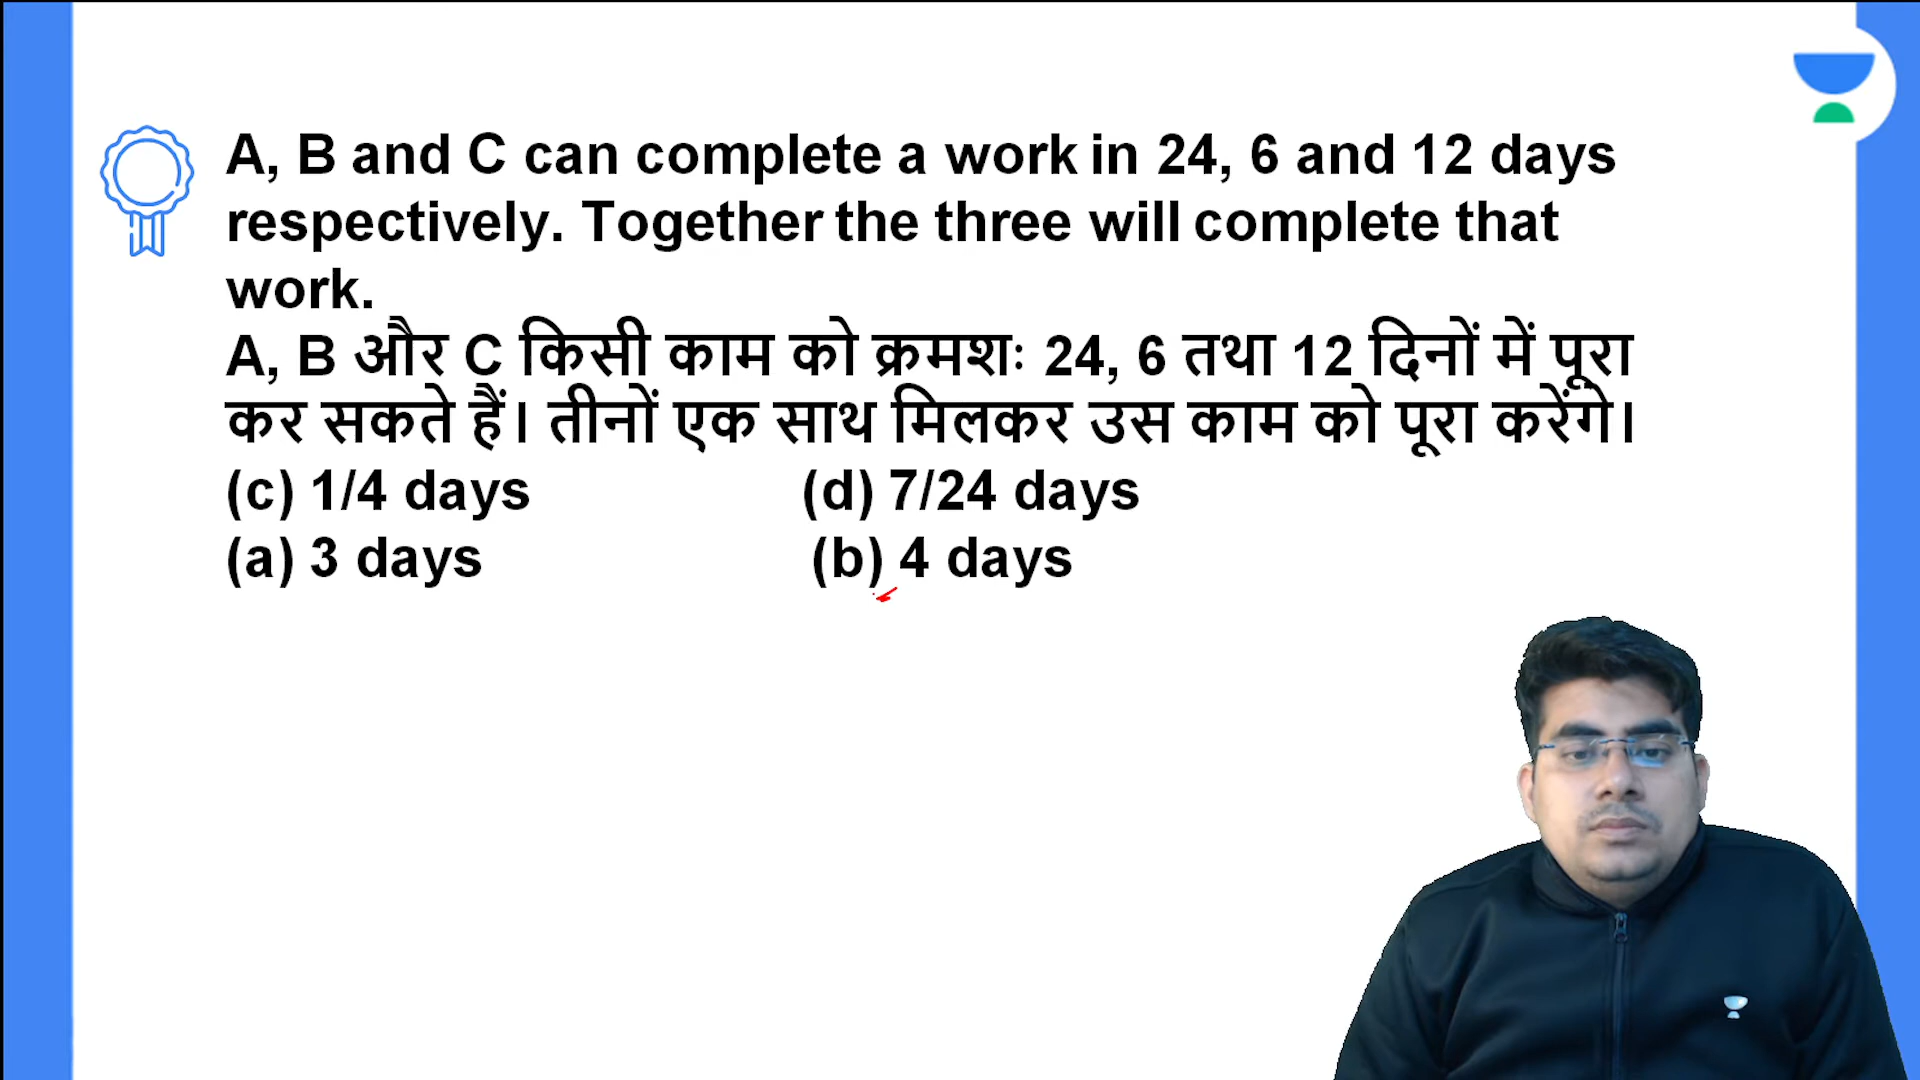 A, B and C can complete a work in 24, 6 and 12 days
respectively. Together the three will complete that
work.
A, B और C किसी काम को क्रमशः 24, 6 तथा 12 दिनों में पूरा
कर सकते हैं। तीनों एक साथ मिलकर उस काम को पूरा करेंगे।
(c) 1/4 days (d) 7/24 days
(a) 3 days (b) 4 days